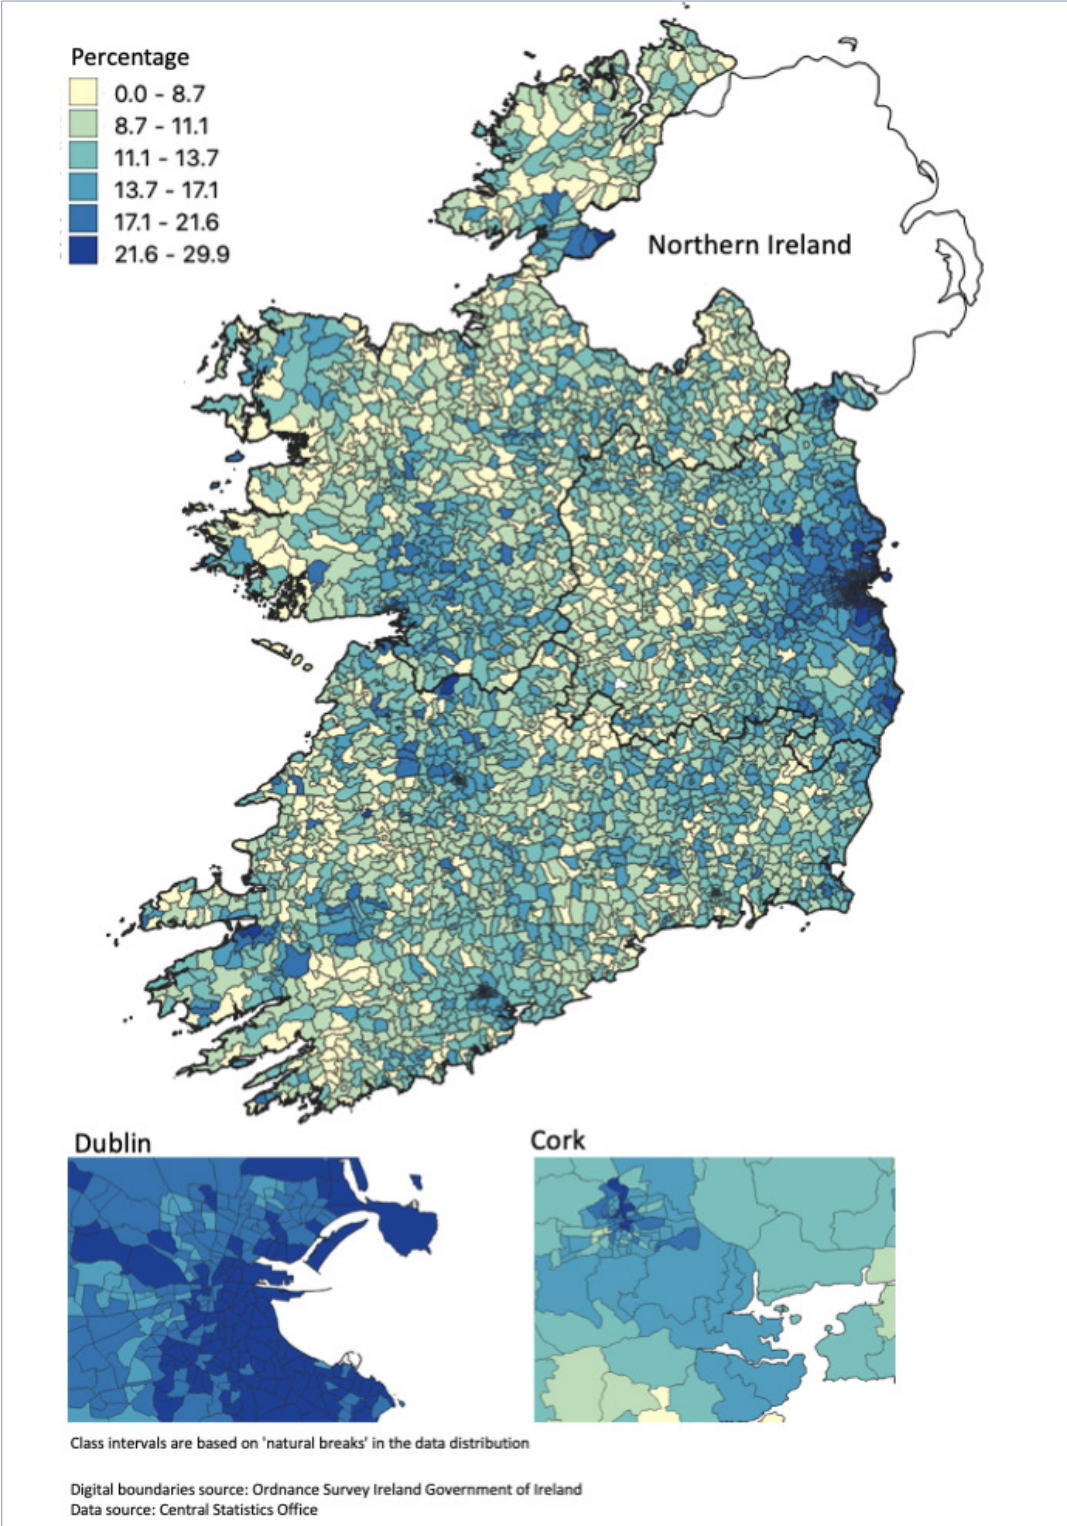 Percentage
0.0 - 8.7
8.7 - 11.1
11.1 - 13.7
13.7 - 17.1
17.1 - 21.6
21.6 - 29.9
Northern Ireland
Dublin
Cork
Class intervals are based on 'natural breaks' in the data distribution
Digital boundaries source: Ordnance Survey Ireland Government of Ireland
Data source: Central Statistics Office